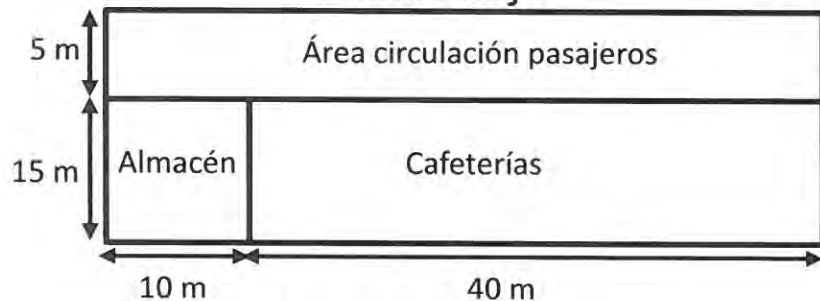 5 m
Área circulación pasajeros
15 m
Almacén
Cafeterías
10 m
40 m